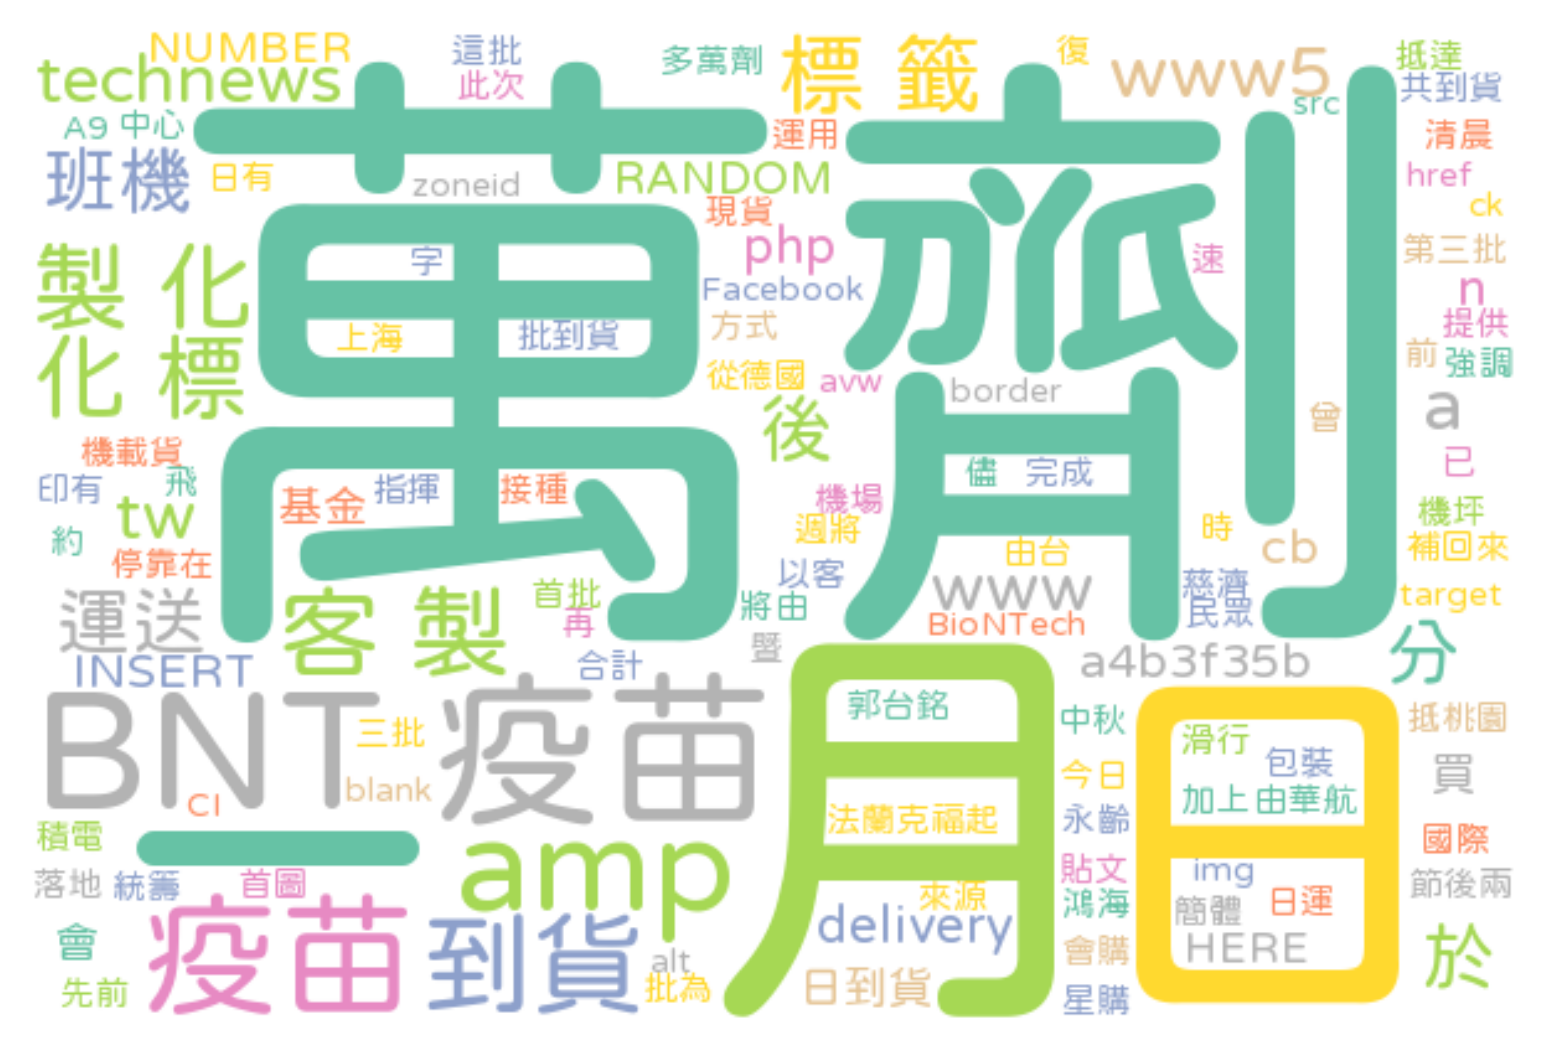 NUMBER
technews
這批
此次
多萬劑
標 籤
復
www5
抵達
共到貨
src
A9 中心
萬 劑
運用
清晨
班機
日有
zoneid
RANDOM
href
現貨
ck
製 化
字
php
速
第三批
Facebook
n
上海
批到貨
方式
提供
化 標
從德國
avw
border
前
強調
後
曾
a
機載貨
飛
已
印有
tw
基金
指揮
接種
機場
儘 完成
機坪
約
週將
時
停靠在
由台
cb
補回來
運送
客 製
首批
再
以客
將由
www
慈濟
民眾
target
BioNTech
INSERT
合計
暨
a4b3f35b
分
BNT 疫苗
三批
月 日
郭台銘
中秋
滑行
抵桃園
CI
blank
今日
包裝
買
加上由華航
一
積電
amp
法蘭克福起
永齡
國際
落地
統籌
首圖
貼文
img
節後兩
來源
鴻海
簡體
日運
疫苗
到貨
delivery
會
alt
會購
HERE
於
先前
批為
日到貨
星購